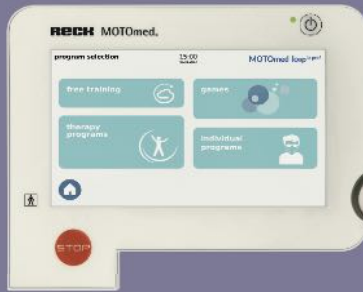 RECK MOTOmed.
program selection 15:00 MOTOmed loop
free training
games
therapy
programs
individual
programs
STOP